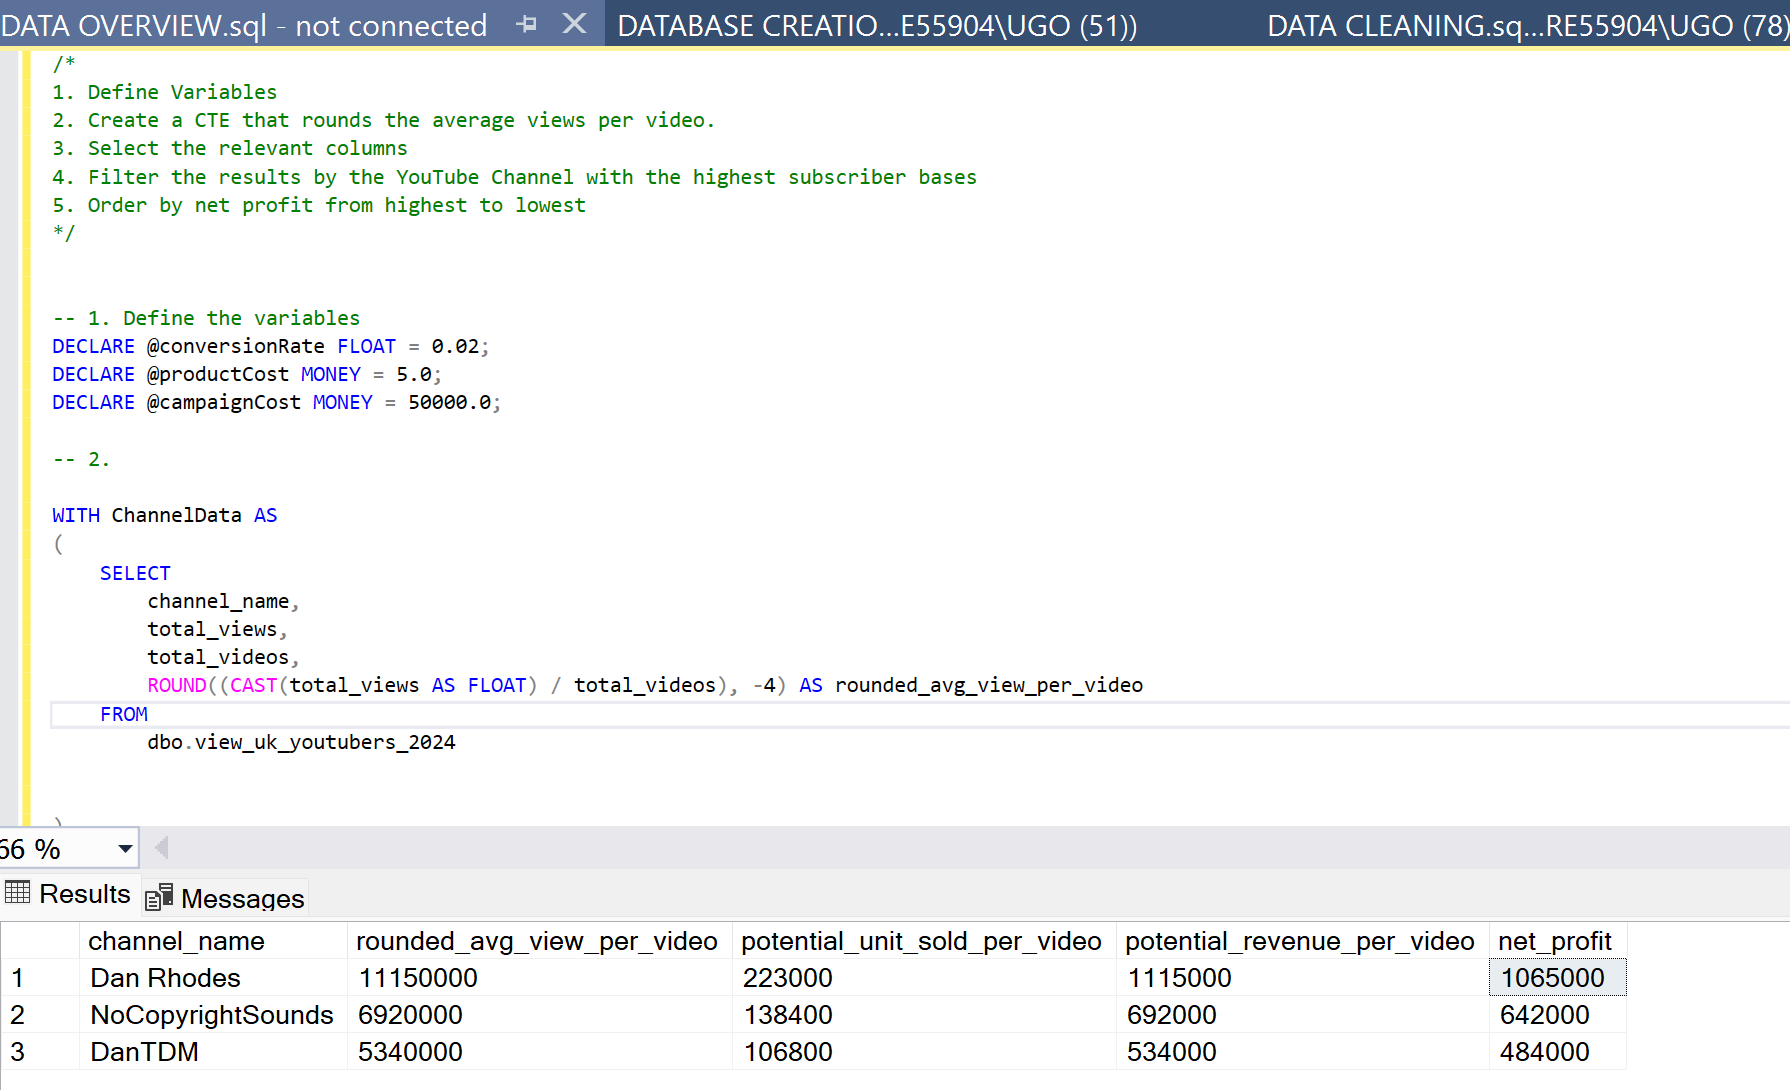 DATA OVERVIEW.sql - not connected DATABASE CREATIO...E55904\UGO (51)) DATA CLEANING.sq...RE55904\UGO (78)
/*
1. Define Variables
2. Create a CTE that rounds the average views per video.
3. Select the relevant columns
4. Filter the results by the YouTube Channel with the highest subscriber bases
5. Order by net profit from highest to lowest
*/
-- 1. Define the variables
DECLARE @conversionRate FLOAT = 0.02;
DECLARE @productCost MONEY = 5.0;
DECLARE @campaignCost MONEY = 50000.0;
-- 2.
WITH ChannelData AS
(
SELECT
channel_name,
total_views,
total_videos,
ROUND((CAST(total_views AS FLOAT) / total_videos), -4) AS rounded_avg_view_per_video
FROM
dbo.view_uk_youtubers_2024
)
66 %
Results Messages
channel_name rounded_avg_view_per_video potential_unit_sold_per_video potential_revenue_per_video net_profit
1 Dan Rhodes 11150000 223000 1115000 1065000
2 NoCopyrightSounds 6920000 138400 692000 642000
3 DanTDM 5340000 106800 534000 484000